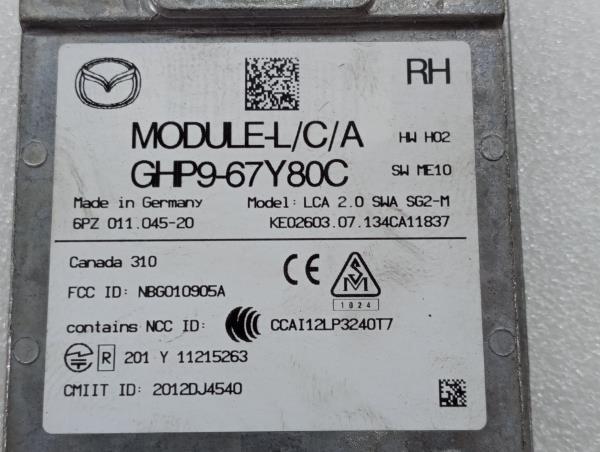 RH
MODULE-L/C/A HW H02
GHP9-67Y80C SW ME10
Made in Germany Model: LCA 2.0 SWA SG2-M
6PZ 011.045-20 KE02603.07.134CA11837
Canada 310 CE SM
FCC ID: NBG010905A 1024
contains NCC ID: CCAI12LP3240T7
R 201 Y 11215263
CMIIT ID: 2012DJ4540